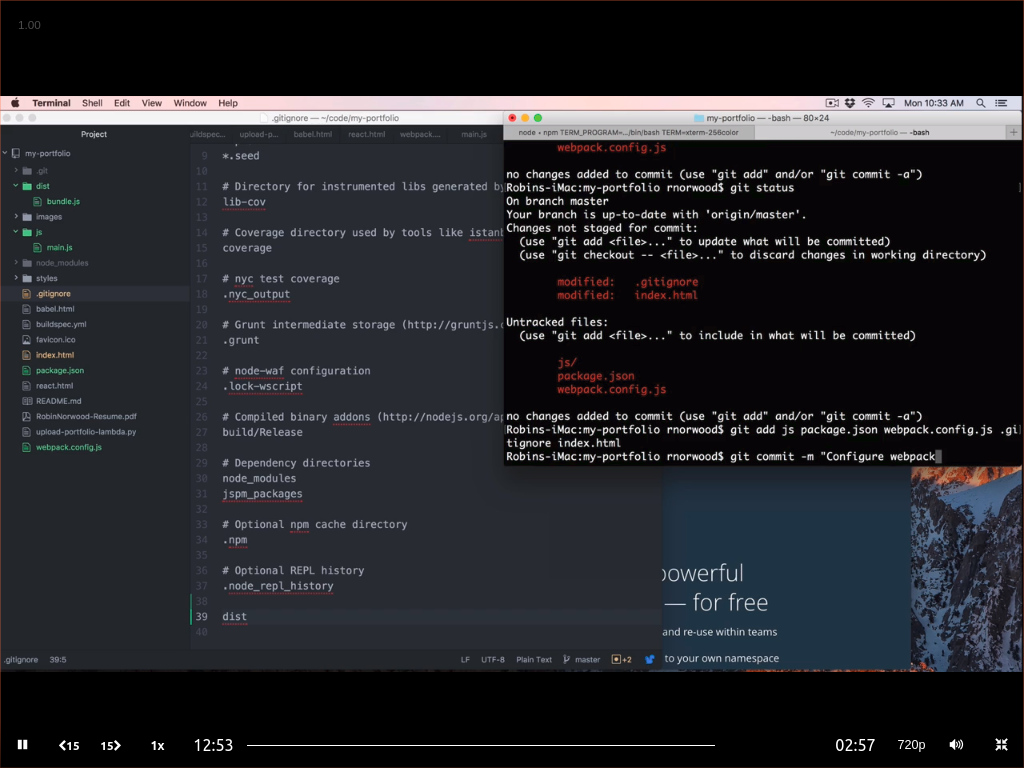 1.00
Terminal Shell Edit View Window Help
Mon 10:33 AM
.gitignore — ~/code/my-portfolio
Project
my-portfolio
.git
dist
bundle.js
images
js
main.js
node_modules
styles
.gitignore
babel.html
buildspec.yml
favicon.ico
index.html
package.json
react.html
README.md
RobinNorwood-Resume.pdf
upload-portfolio-lambda.py
webpack.config.js
uildspec... upload-p... babel.html react.html webpack.... main.js
9 *.seed
10
11 # Directory for instrumented libs generated by
12 lib-cov
13
14 # Coverage directory used by tools like istanb
15 coverage
16
17 # nyc test coverage
18 .nyc_output
19
20 # Grunt intermediate storage (http://gruntjs.c
21 .grunt
22
23 # node-waf configuration
24 .lock-wscript
25
26 # Compiled binary addons (http://nodejs.org/ap
27 build/Release
28
29 # Dependency directories
30 node_modules
31 jspm_packages
32
33 # Optional npm cache directory
34 .npm
35
36 # Optional REPL history
37 .node_repl_history
38
39 dist
40
.gitignore 39:5
LF UTF-8 Plain Text master +2
my-portfolio — -bash — 80×24
node • npm TERM_PROGRAM=.../bin/bash TERM=xterm-256color
~/code/my-portfolio — -bash
webpack.config.js
no changes added to commit (use "git add" and/or "git commit -a")
Robins-iMac:my-portfolio rnorwood$ git status
On branch master
Your branch is up-to-date with 'origin/master'.
Changes not staged for commit:
(use "git add <file>..." to update what will be committed)
(use "git checkout -- <file>..." to discard changes in working directory)
modified: .gitignore
modified: index.html
Untracked files:
(use "git add <file>..." to include in what will be committed)
js/
package.json
webpack.config.js
no changes added to commit (use "git add" and/or "git commit -a")
Robins-iMac:my-portfolio rnorwood$ git add js package.json webpack.config.js .gi
tignore index.html
Robins-iMac:my-portfolio rnorwood$ git commit -m "Configure webpack
powerful
— for free
and re-use within teams
to your own namespace
15 15 1x 12:53 02:57 720p